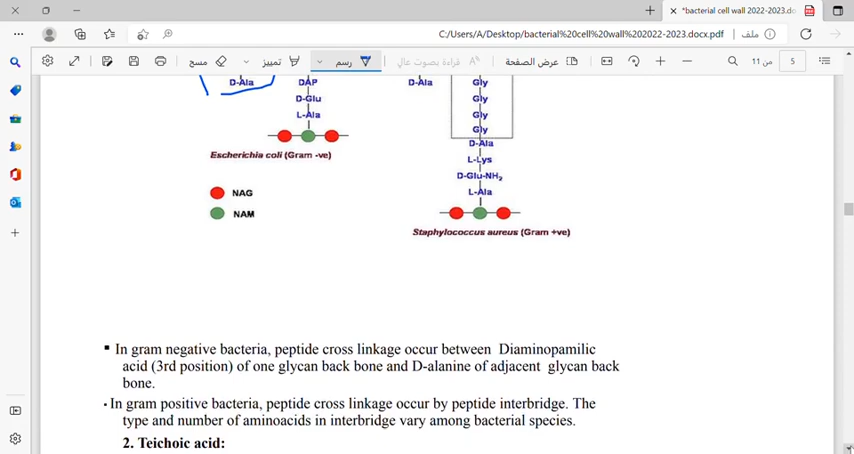 *bacterial cell wall 2022-2023.do
C:/Users/A/Desktop/bacterial%20cell%20wall%202022-2023.docx.pdf
ملف
مسح
تمييز
رسم
قراءة بصوت عالي
عرض الصفحة
5
من 11
D-Ala DAP D-Ala Gly
D-Glu Gly
L-Ala Gly
Gly
D-Ala
Escherichia coli (Gram -ve)
L-Lys
D-Glu-NH2
NAG
L-Ala
NAM
Staphylococcus aureus (Gram +ve)
▪ In gram negative bacteria, peptide cross linkage occur between Diaminopamilic
acid (3rd position) of one glycan back bone and D-alanine of adjacent glycan back
bone.
▪ In gram positive bacteria, peptide cross linkage occur by peptide interbridge. The
type and number of aminoacids in interbridge vary among bacterial species.
2. Teichoic acid: